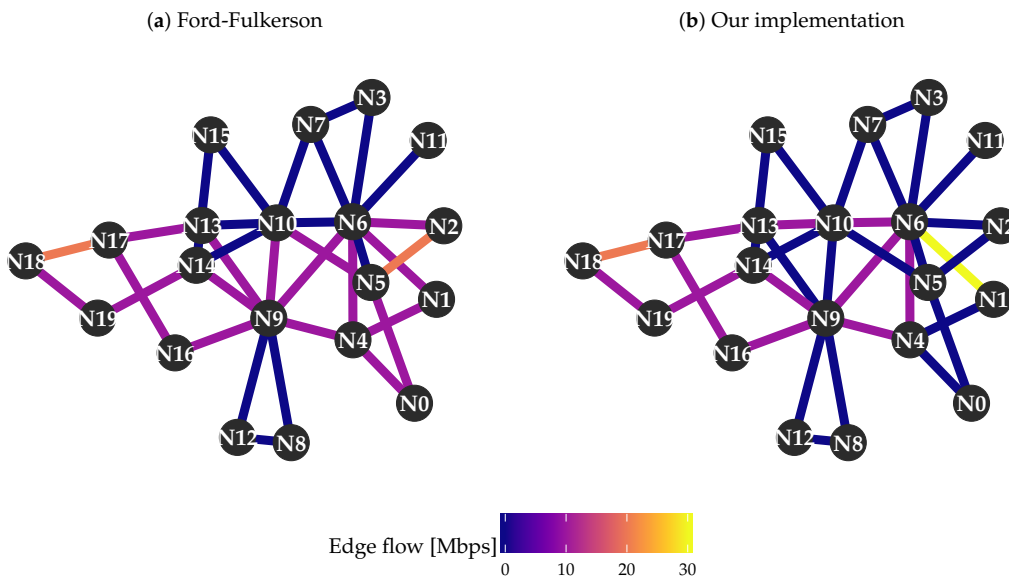 (a) Ford-Fulkerson
(b) Our implementation
N3
N7
N15
N11
N13
N10
N6
N2
N17
N18
N14
N5
N1
N19
N9
N16
N4
N0
N12
N8
N3
N7
N15
N11
N13
N10
N6
N2
N17
N18
N14
N5
N1
N19
N9
N16
N4
N0
N12
N8
Edge flow [Mbps]
0 10 20 30